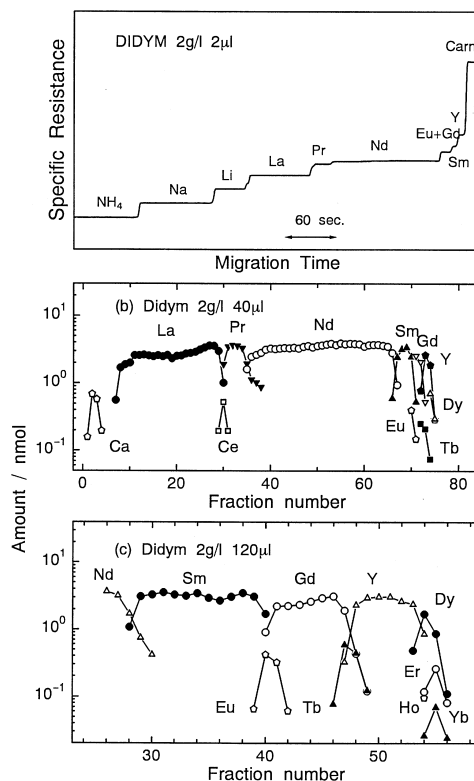 DIDYM 2g/l 2µl
Carn
Y
Eu+Gd
Sm
Nd
Pr
La
Li
Na
NH4
60 sec.
Specific Resistance
Migration Time
(b) Didym 2g/l 40µl
La
Pr
Nd
Sm
Gd
Y
Dy
Eu
Tb
Ca
Ce
10^1
10^0
10^-1
0 20 40 60 80
Fraction number
Amount / nmol
(c) Didym 2g/l 120µl
Nd
Sm
Gd
Y
Dy
Er
Eu
Tb
Ho
Yb
10^1
10^0
10^-1
30 40 50
Fraction number